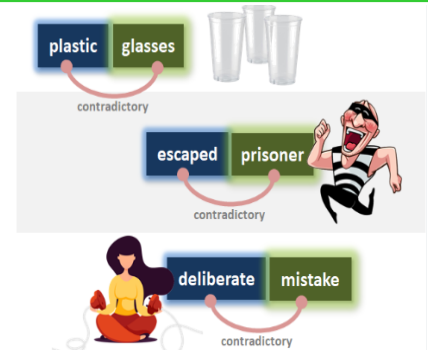 plastic glasses
contradictory
escaped prisoner
contradictory
deliberate mistake
contradictory